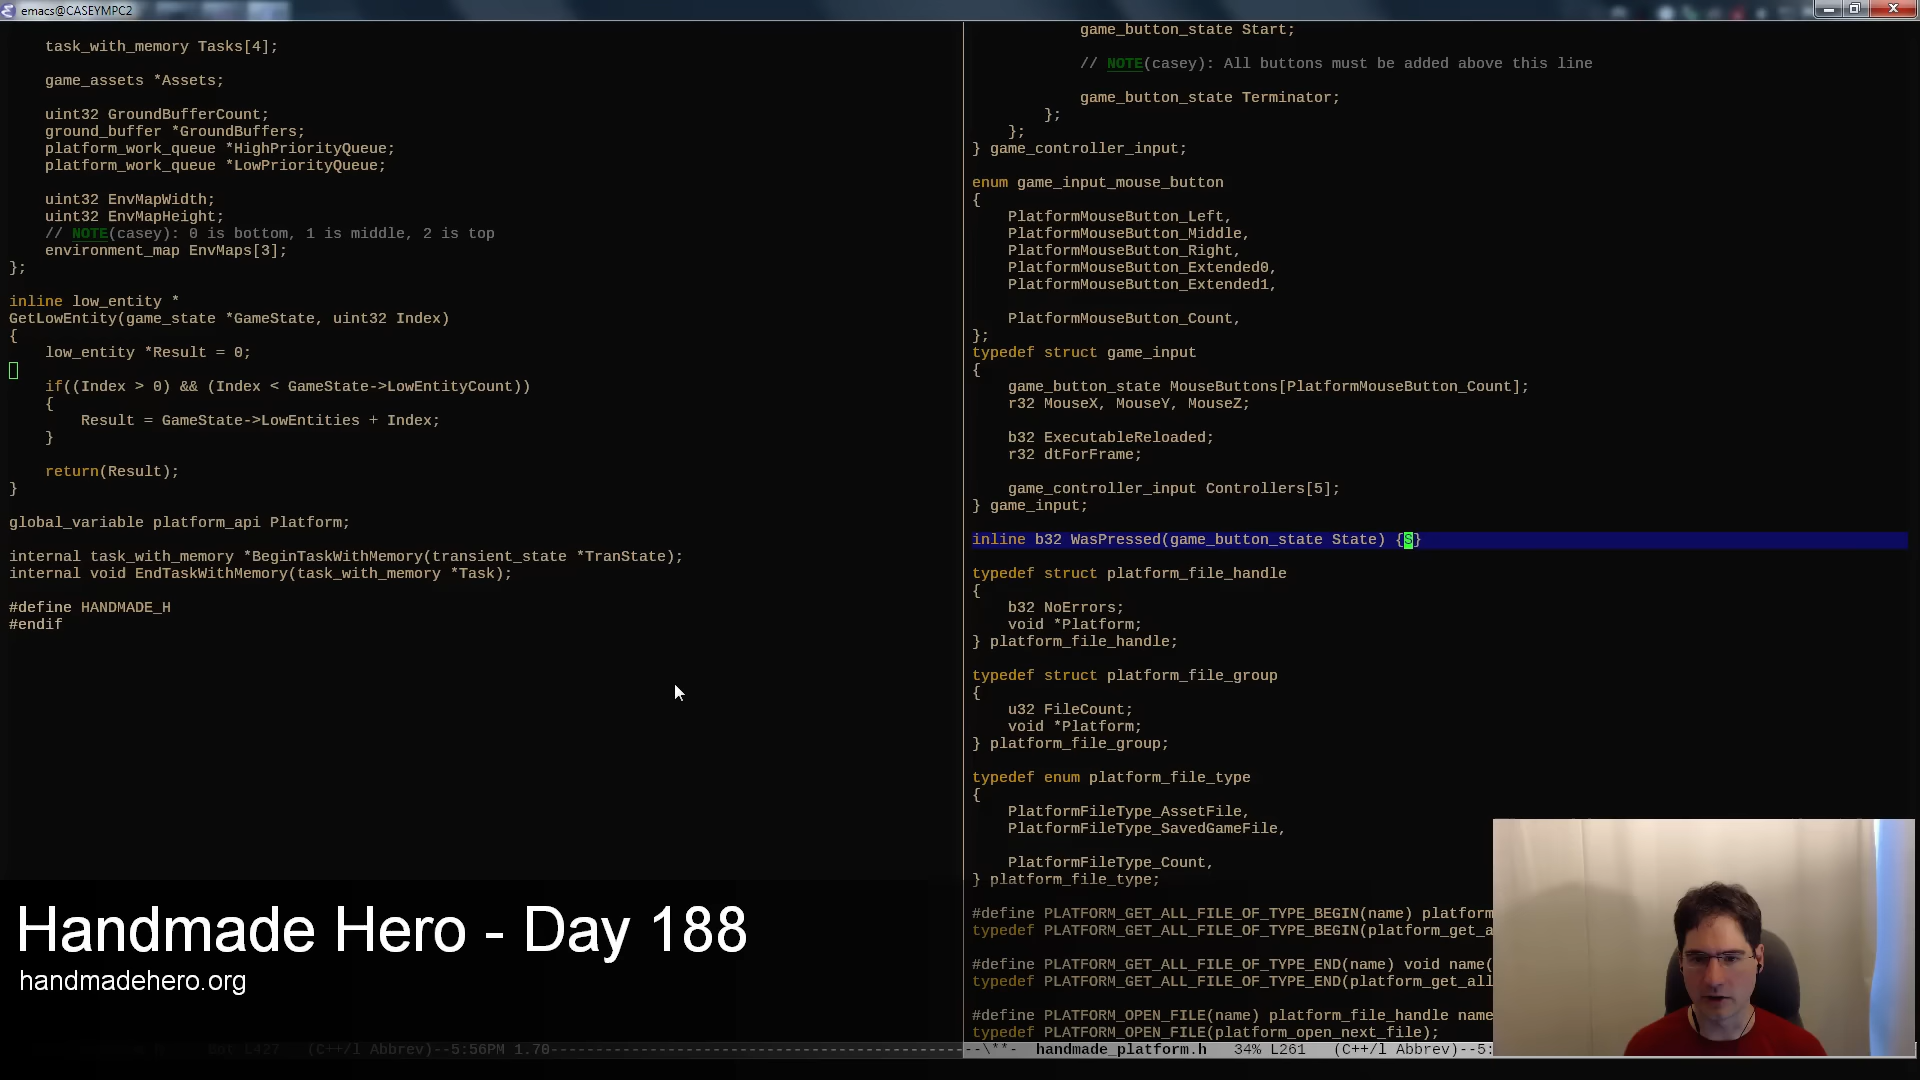 emacs@CASEYMPC2
    task_with_memory Tasks[4];
    game_assets *Assets;
    uint32 GroundBufferCount;
    ground_buffer *GroundBuffers;
    platform_work_queue *HighPriorityQueue;
    platform_work_queue *LowPriorityQueue;
    uint32 EnvMapWidth;
    uint32 EnvMapHeight;
    // NOTE(casey): 0 is bottom, 1 is middle, 2 is top
    environment_map EnvMaps[3];
};
inline low_entity *
GetLowEntity(game_state *GameState, uint32 Index)
{
    low_entity *Result = 0;
    if((Index > 0) && (Index < GameState->LowEntityCount))
    {
        Result = GameState->LowEntities + Index;
    }
    return(Result);
}
global_variable platform_api Platform;
internal task_with_memory *BeginTaskWithMemory(transient_state *TranState);
internal void EndTaskWithMemory(task_with_memory *Task);
#define HANDMADE_H
#endif
            game_button_state Start;
            // NOTE(casey): All buttons must be added above this line
            game_button_state Terminator;
        };
    };
} game_controller_input;
enum game_input_mouse_button
{
    PlatformMouseButton_Left,
    PlatformMouseButton_Middle,
    PlatformMouseButton_Right,
    PlatformMouseButton_Extended0,
    PlatformMouseButton_Extended1,
    PlatformMouseButton_Count,
};
typedef struct game_input
{
    game_button_state MouseButtons[PlatformMouseButton_Count];
    r32 MouseX, MouseY, MouseZ;
    b32 ExecutableReloaded;
    r32 dtForFrame;
    game_controller_input Controllers[5];
} game_input;
inline b32 WasPressed(game_button_state State) {S}
typedef struct platform_file_handle
{
    b32 NoErrors;
    void *Platform;
} platform_file_handle;
typedef struct platform_file_group
{
    u32 FileCount;
    void *Platform;
} platform_file_group;
typedef enum platform_file_type
{
    PlatformFileType_AssetFile,
    PlatformFileType_SavedGameFile,
    PlatformFileType_Count,
} platform_file_type;
#define PLATFORM_GET_ALL_FILE_OF_TYPE_BEGIN(name) platform
typedef PLATFORM_GET_ALL_FILE_OF_TYPE_BEGIN(platform_get_a
#define PLATFORM_GET_ALL_FILE_OF_TYPE_END(name) void name(
typedef PLATFORM_GET_ALL_FILE_OF_TYPE_END(platform_get_all
#define PLATFORM_OPEN_FILE(name) platform_file_handle name
typedef PLATFORM_OPEN_FILE(platform_open_next_file);
Handmade Hero - Day 188
handmadehero.org
L427 (C++/l Abbrev)--5:56PM 1.70
--\**- handmade_platform.h 34% L261 (C++/l Abbrev)--5: